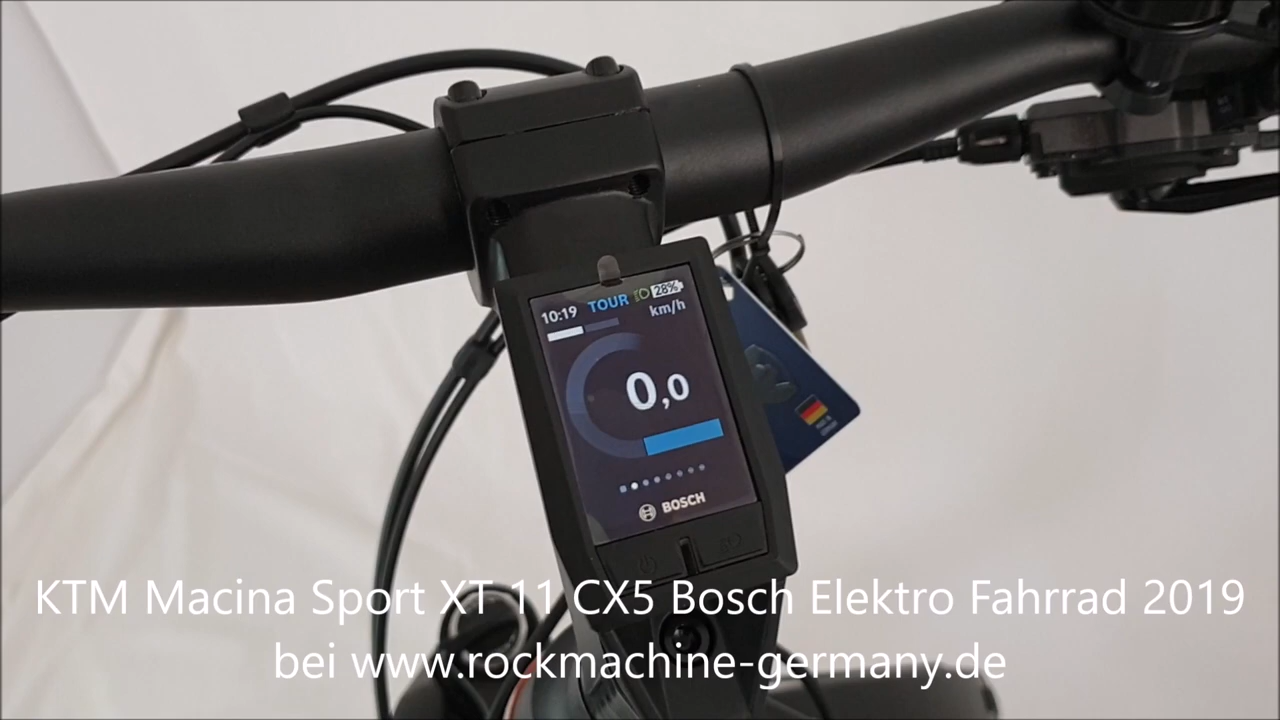 10:19 TOUR 28%
km/h
0,0
BOSCH
KTM Macina Sport XT 11 CX5 Bosch Elektro Fahrrad 2019
bei www.rockmachine-germany.de